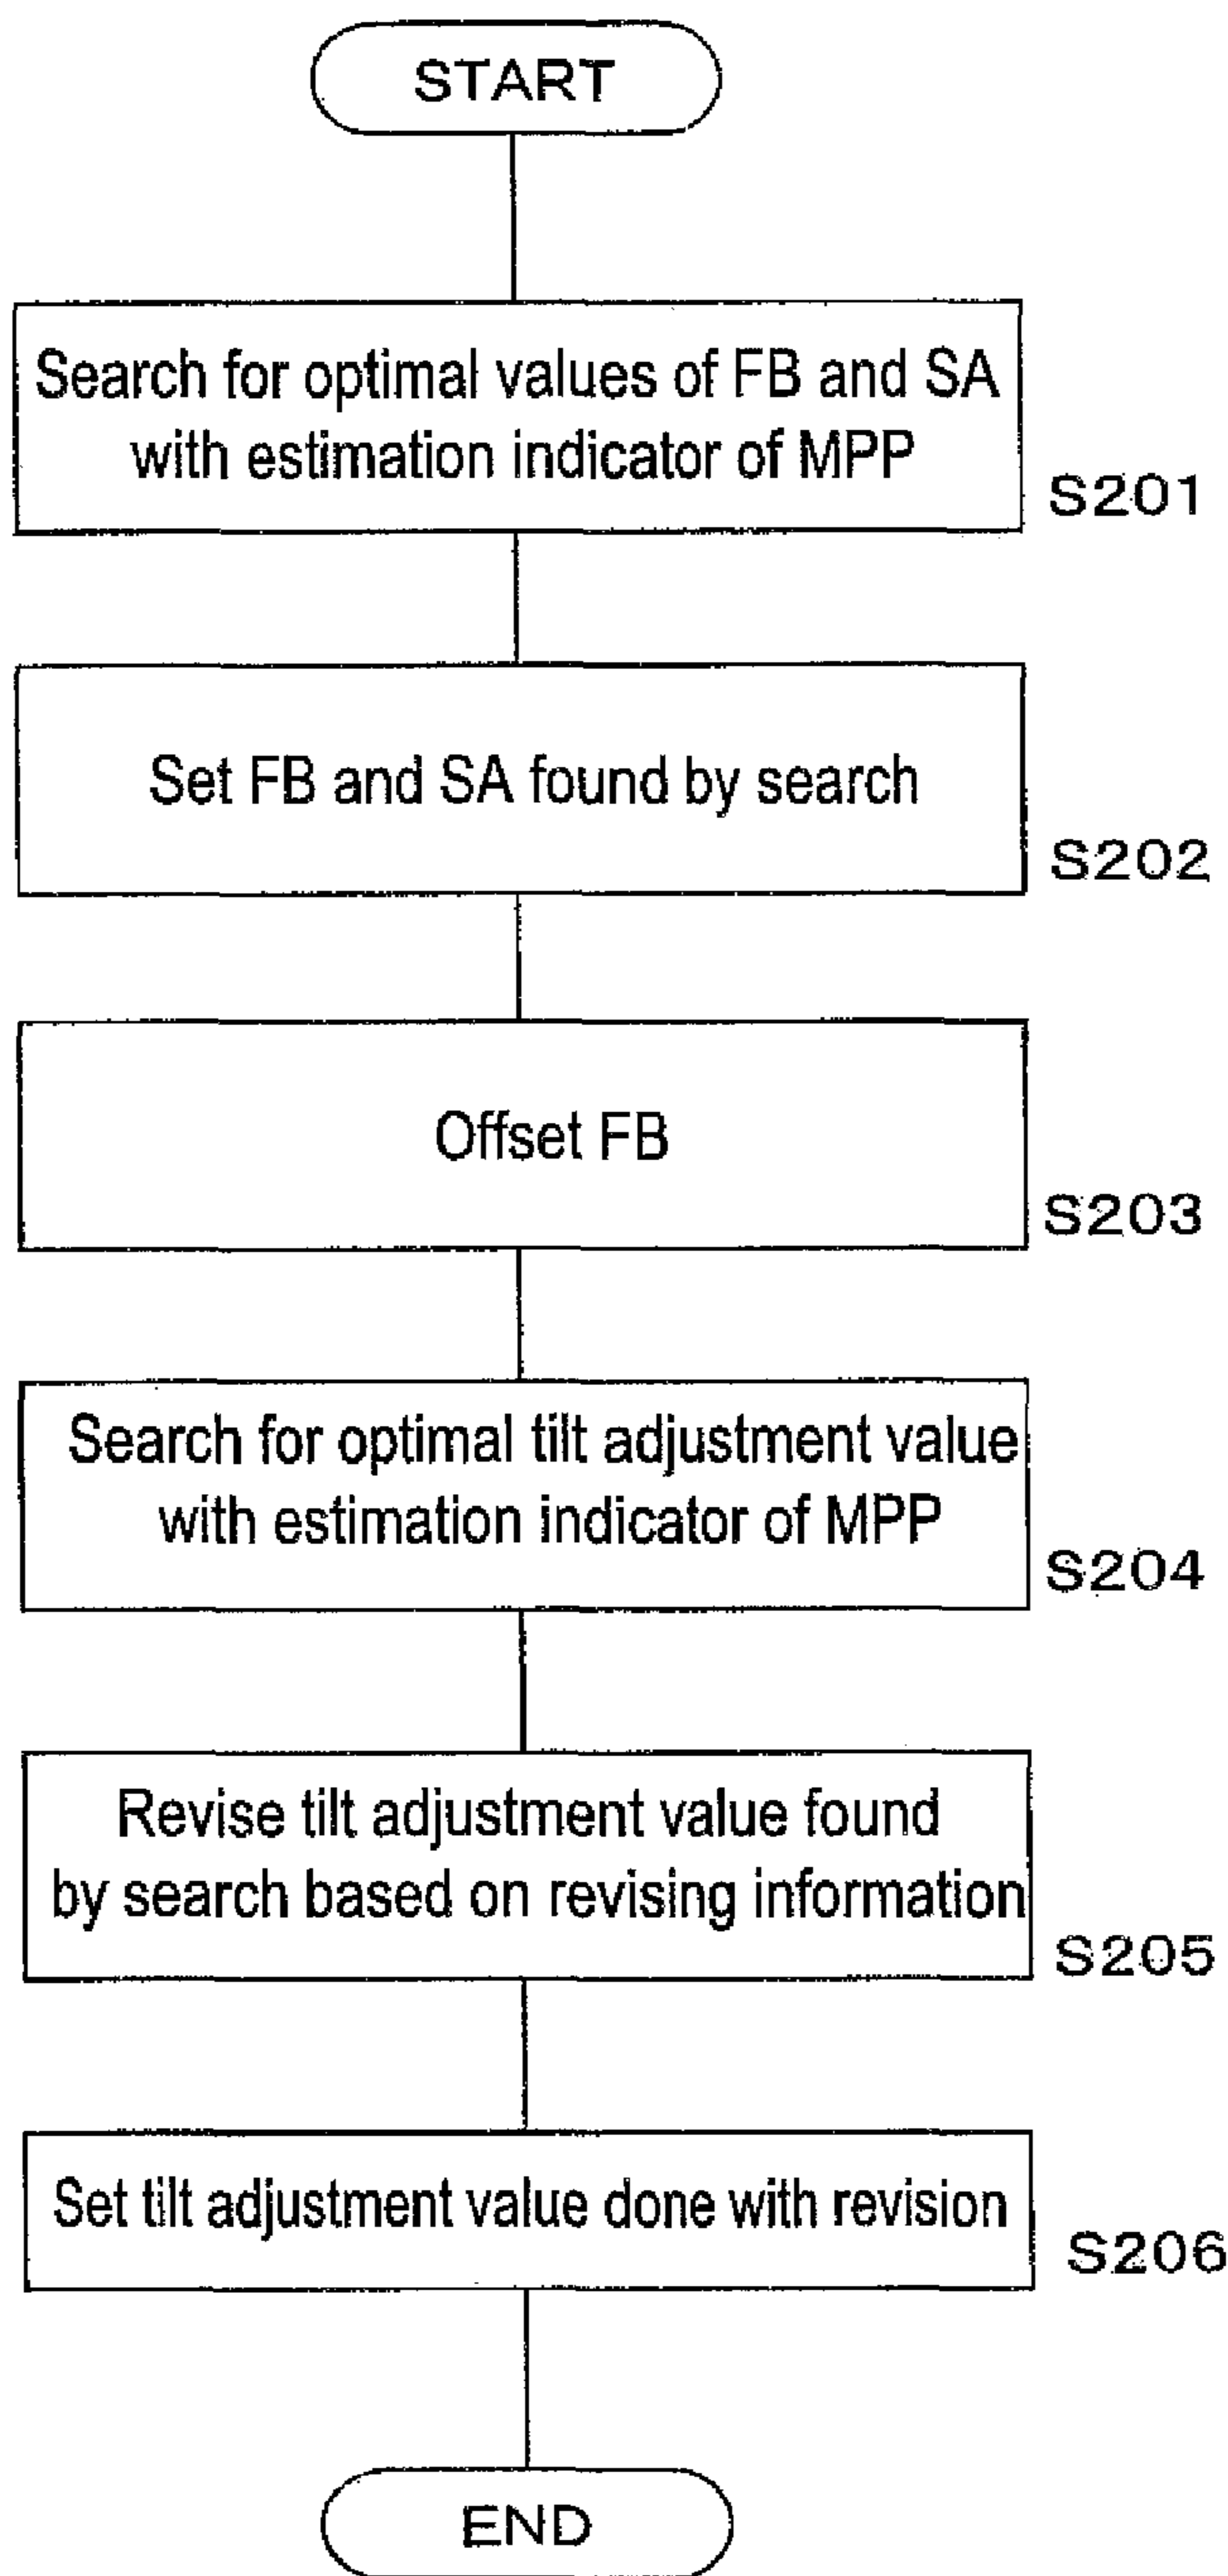 START
Search for optimal values of FB and SA
with estimation indicator of MPP
S201
Set FB and SA found by search
S202
Offset FB
S203
Search for optimal tilt adjustment value
with estimation indicator of MPP
S204
Revise tilt adjustment value found
by search based on revising information
S205
Set tilt adjustment value done with revision
S206
END